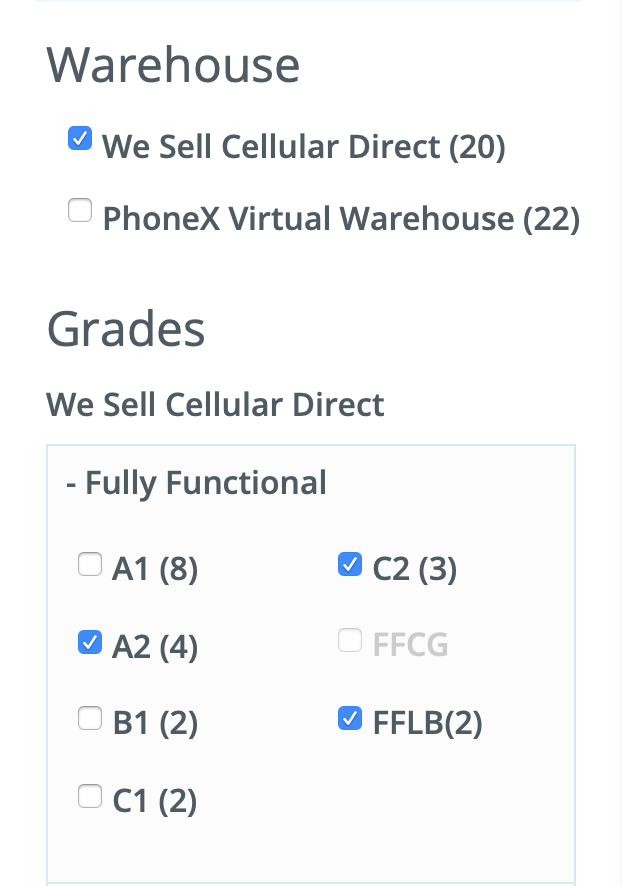 Warehouse
We Sell Cellular Direct (20)
PhoneX Virtual Warehouse (22)
Grades
We Sell Cellular Direct
- Fully Functional
A1 (8)
C2 (3)
A2 (4)
FFCG
B1 (2)
FFLB(2)
C1 (2)